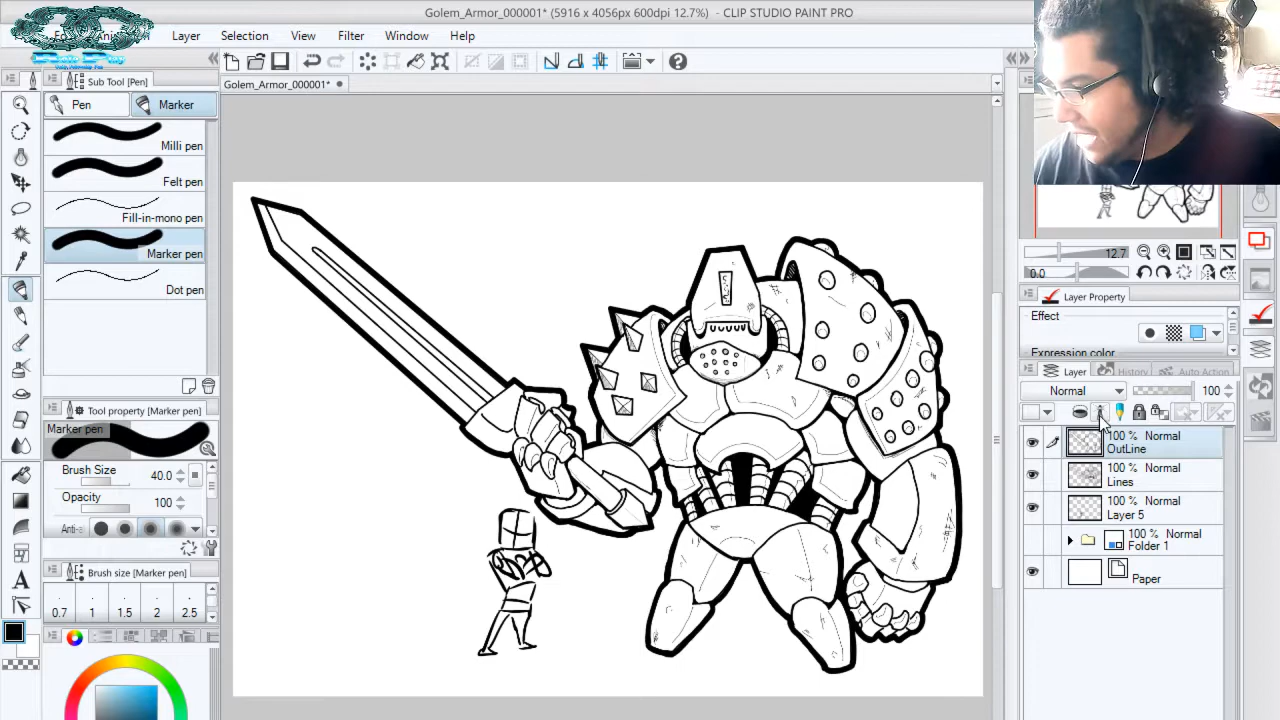 Golem_Armor_000001* (5916 x 4056px 600dpi 12.7%) - CLIP STUDIO PAINT PRO
Layer Selection View Filter Window Help
Sub Tool [Pen]
Golem_Armor_000001*
Pen Marker
Milli pen
Felt pen
Fill-in-mono pen
Marker pen
Dot pen
Tool property [Marker pen]
Marker pen
Brush Size 40.0
Opacity 100
Anti-a
Brush size [Marker pen]
0.7 1 1.5 2 2.5
12.7
0.0
Layer Property
Effect
Expression color
Layer History Auto Action
Normal 100
100 % Normal
OutLine
100 % Normal
Lines
100 % Normal
Layer 5
100 % Normal
Folder 1
Paper